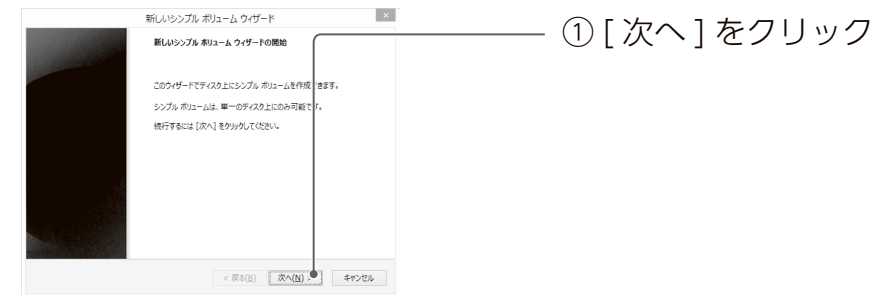 新しいシンプル ボリューム ウィザード
① [ 次へ ] をクリック
新しいシンプル ボリューム ウィザードの開始
このウィザードでディスク上にシンプル ボリュームを作成できます。
シンプル ボリュームは、単一のディスク上にのみ可能です。
続行するには [次へ] をクリックしてください。
< 戻る(B)
次へ(N) >
キャンセル